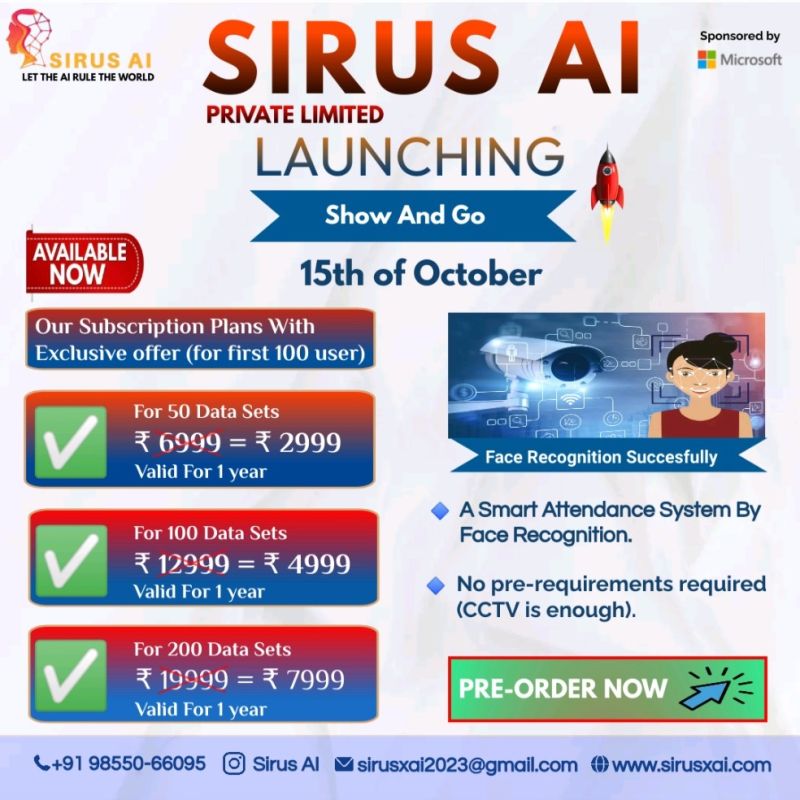 SIRUS AI
LET THE AI RULE THE WORLD
SIRUS AI
PRIVATE LIMITED
Sponsored by
Microsoft
LAUNCHING
Show And Go
15th of October
AVAILABLE
NOW
Our Subscription Plans With
Exclusive offer (for first 100 user)
For 50 Data Sets
₹ 6999 = ₹ 2999
Valid For 1 year
For 100 Data Sets
₹ 12999 = ₹ 4999
Valid For 1 year
For 200 Data Sets
₹ 19999 = ₹ 7999
Valid For 1 year
Face Recognition Succesfully
A Smart Attendance System By
Face Recognition.
No pre-requirements required
(CCTV is enough).
PRE-ORDER NOW
+91 98550-66095 Sirus AI sirusxai2023@gmail.com www.sirusxai.com